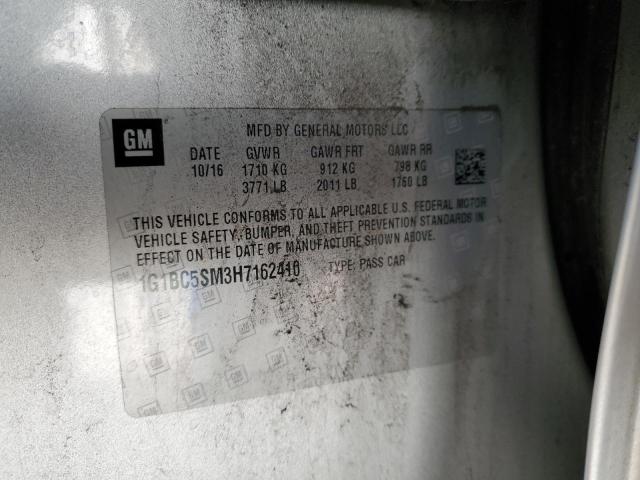 GM
MFD BY GENERAL MOTORS LLC
DATE GVWR GAWR FRT GAWR RR
10/16 1710 KG 912 KG 798 KG
3771 LB 2011 LB 1760 LB
THIS VEHICLE CONFORMS TO ALL APPLICABLE U.S. FEDERAL MOTOR
VEHICLE SAFETY, BUMPER, AND THEFT PREVENTION STANDARDS IN
EFFECT ON THE DATE OF MANUFACTURE SHOWN ABOVE.
1G1BC5SM3H7162410 TYPE: PASS CAR